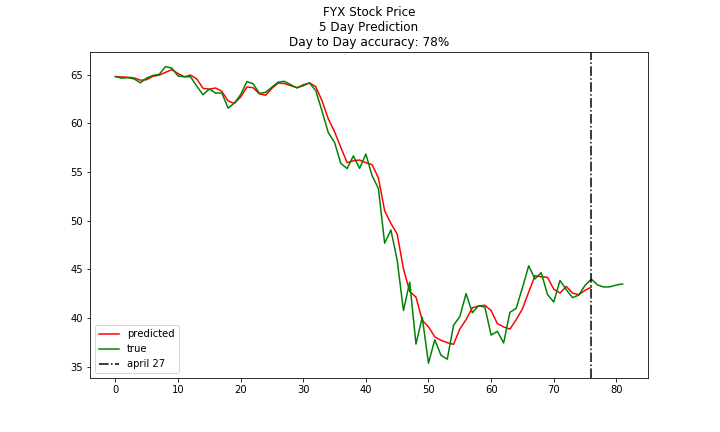 FYX Stock Price
5 Day Prediction
Day to Day accuracy: 78%
65
60
55
50
45
40
35
predicted
true
april 27
0 10 20 30 40 50 60 70 80